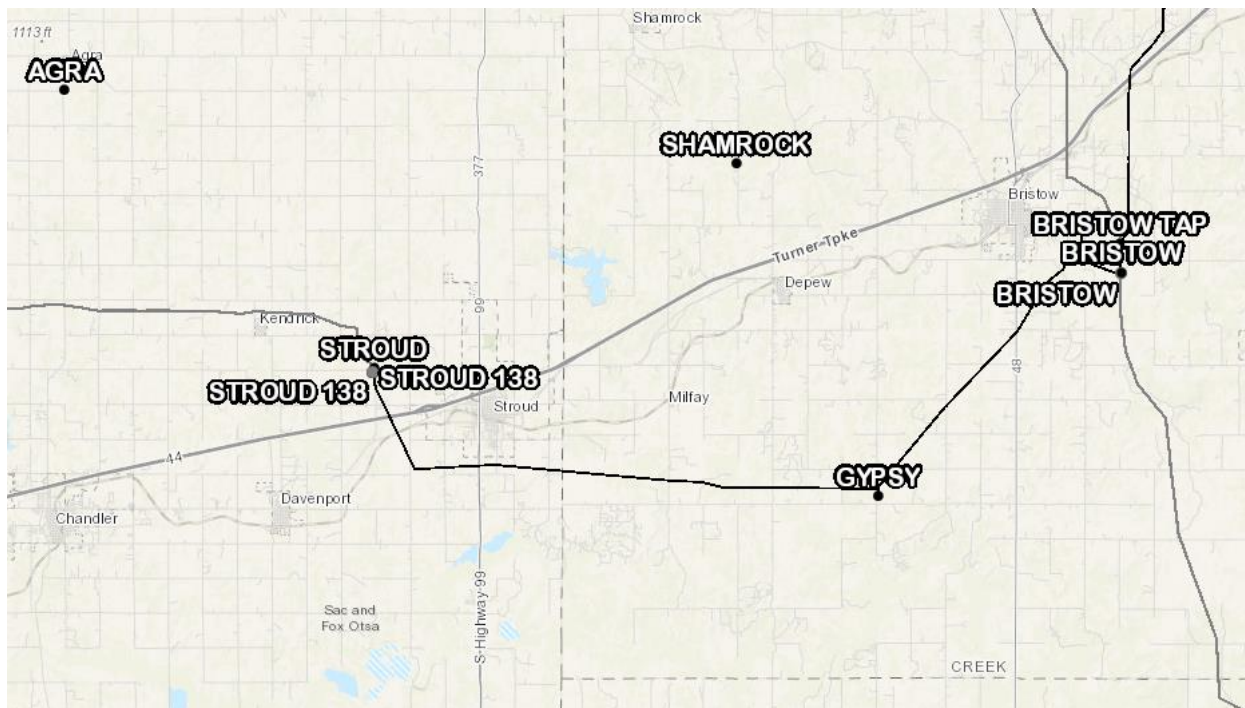 1113 ft
Agra
AGRA
Shamrock
SHAMROCK
377
Bristow
BRISTOW TAP
BRISTOW
BRISTOW
Turner Tpke
Depew
99
Kendrick
STROUD
STROUD 138
STROUD 138
Stroud
Milfay
48
44
GYPSY
Davenport
Chandler
Sac and
Fox Otsa
S-Highway-99
CREEK